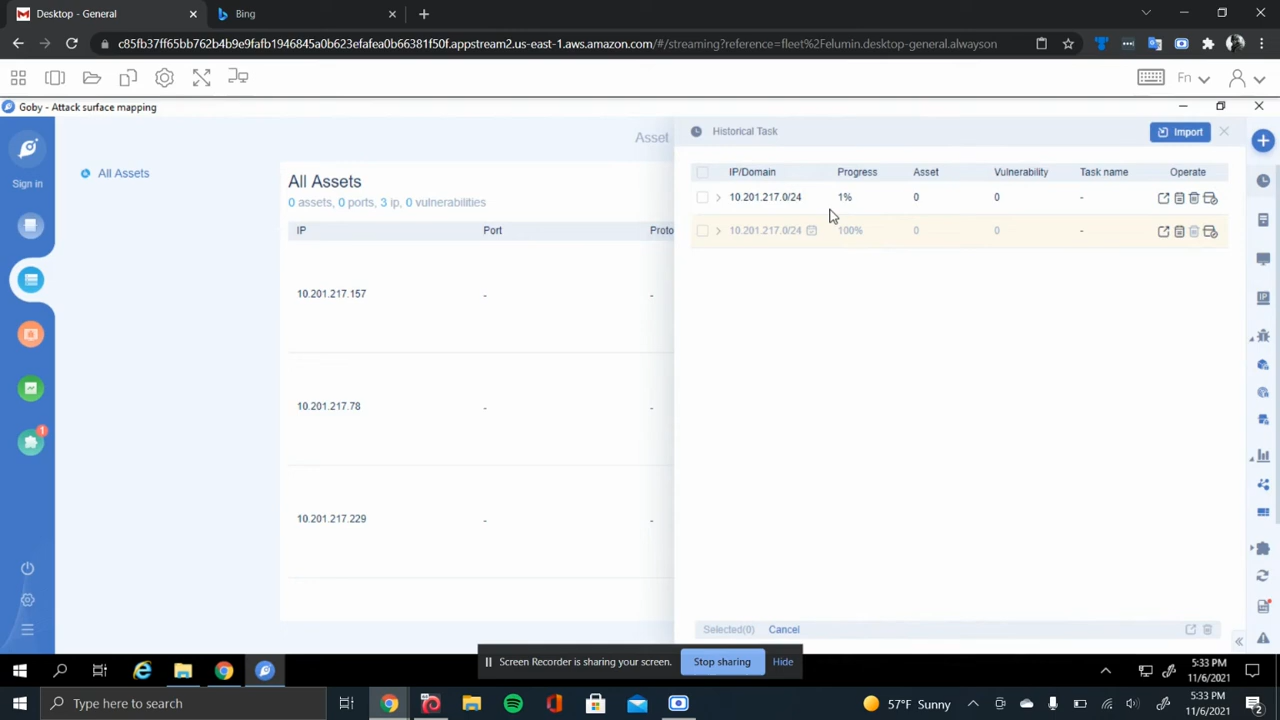 Desktop - General
Bing
c85fb37ff65bb762b4b9e9fafb1946845a0b623efafea0b66381f50f.appstream2.us-east-1.aws.amazon.com/#/streaming?reference=fleet%2Felumin.desktop-general.alwayson
Fn
Goby - Attack surface mapping
Sign in
All Assets
Asset
Historical Task
Import
All Assets
0 assets, 0 ports, 3 ip, 0 vulnerabilities
IP Port Proto
10.201.217.157 - -
10.201.217.78 - -
10.201.217.229 - -
IP/Domain Progress Asset Vulnerability Task name Operate
10.201.217.0/24 1% 0 0 -
10.201.217.0/24 100% 0 0 -
1
IP
Selected(0) Cancel
Screen Recorder is sharing your screen. Stop sharing Hide
5:33 PM
11/6/2021
Type here to search
57°F Sunny
5:33 PM
11/6/2021
2